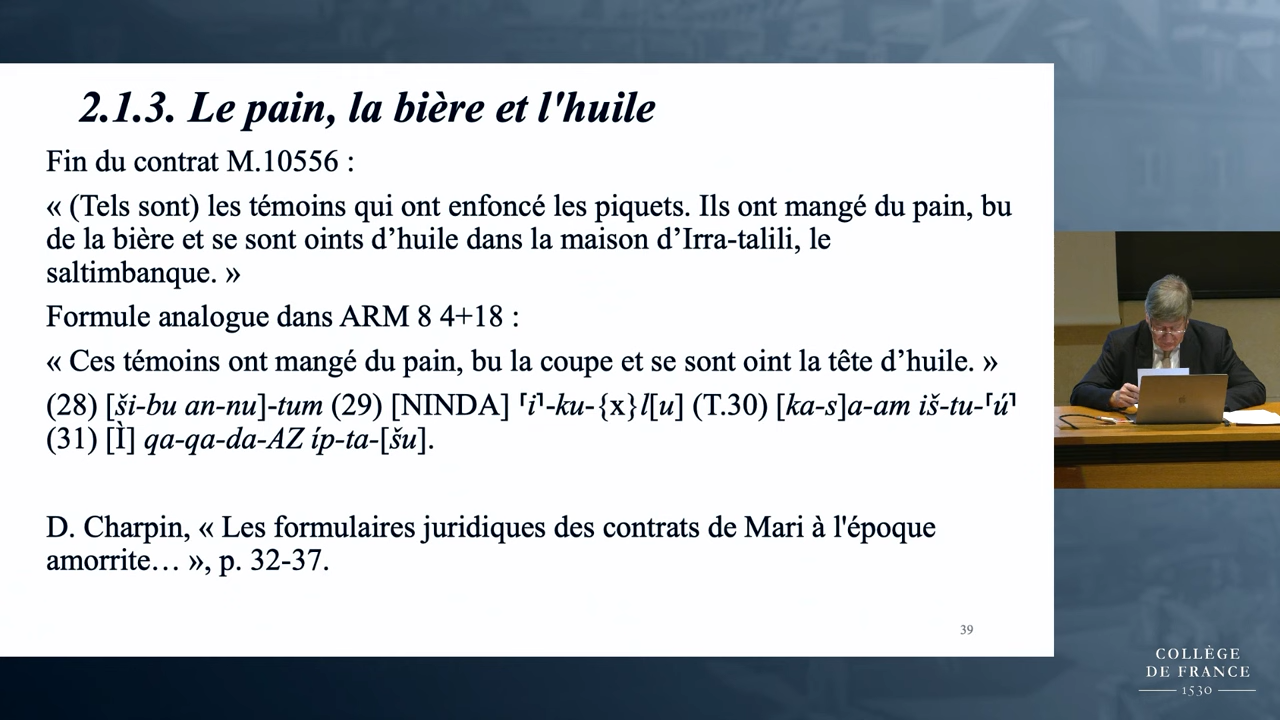 2.1.3. Le pain, la bière et l'huile
Fin du contrat M.10556 :
« (Tels sont) les témoins qui ont enfoncé les piquets. Ils ont mangé du pain, bu
de la bière et se sont oints d’huile dans la maison d’Irra-talili, le
saltimbanque. »
Formule analogue dans ARM 8 4+18 :
« Ces témoins ont mangé du pain, bu la coupe et se sont oint la tête d’huile. »
(28) [ši-bu an-nu]-tum (29) [NINDA] ⸢i⸣-ku-{x}l[u] (T.30) [ka-s]a-am iš-tu-⸢ú⸣
(31) [Ì] qa-qa-da-AZ íp-ta-[šu].
D. Charpin, « Les formulaires juridiques des contrats de Mari à l'époque
amorrite… », p. 32-37.
39
COLLÈGE
DE FRANCE
1530